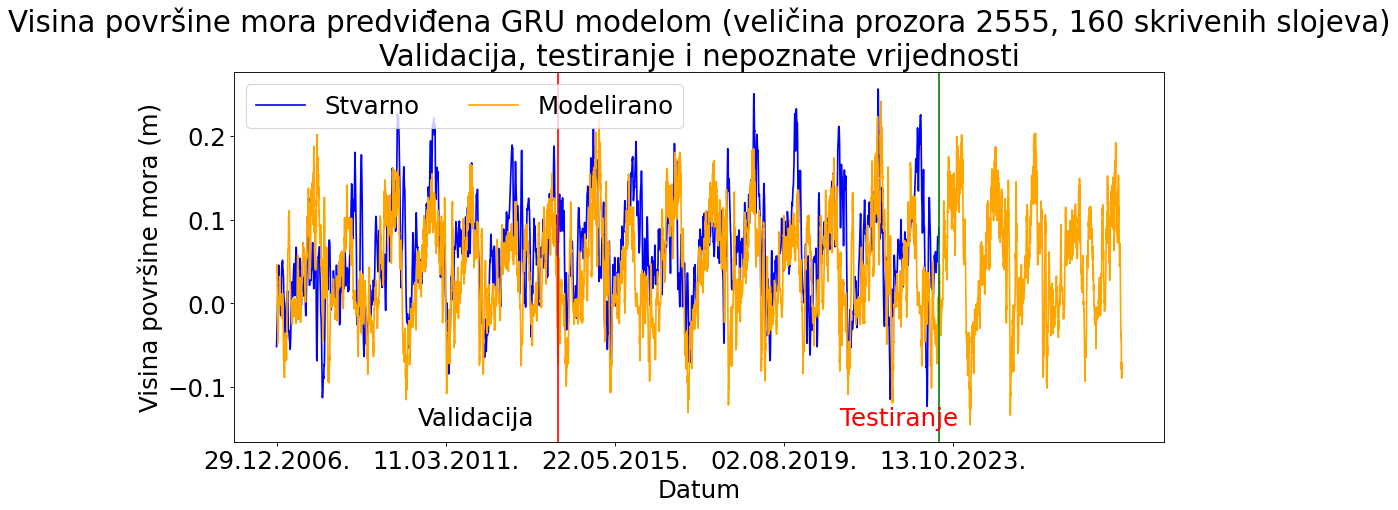 Visina površine mora predviđena GRU modelom (veličina prozora 2555, 160 skrivenih slojeva)
Validacija, testiranje i nepoznate vrijednosti
Stvarno Modelirano
Visina površine mora (m)
0.2
0.1
0.0
−0.1
Validacija Testiranje
29.12.2006. 11.03.2011. 22.05.2015. 02.08.2019. 13.10.2023.
Datum